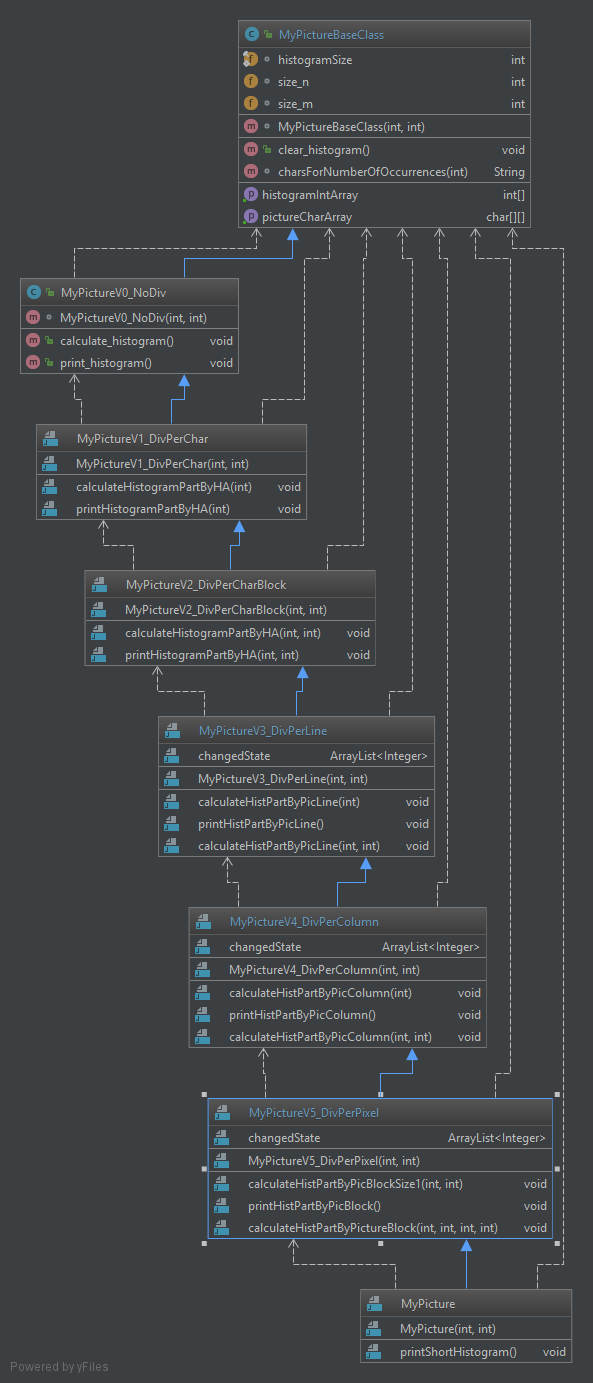 MyPictureBaseClass
histogramSize int
size_n int
size_m int
MyPictureBaseClass(int, int)
clear_histogram() void
charsForNumberOfOccurrences(int) String
histogramIntArray int[]
pictureCharArray char[][]
MyPictureV0_NoDiv
MyPictureV0_NoDiv(int, int)
calculate_histogram() void
print_histogram() void
MyPictureV1_DivPerChar
MyPictureV1_DivPerChar(int, int)
calculateHistogramPartByHA(int) void
printHistogramPartByHA(int) void
MyPictureV2_DivPerCharBlock
MyPictureV2_DivPerCharBlock(int, int)
calculateHistogramPartByHA(int, int) void
printHistogramPartByHA(int, int) void
MyPictureV3_DivPerLine
changedState ArrayList<Integer>
MyPictureV3_DivPerLine(int, int)
calculateHistPartByPicLine(int) void
printHistPartByPicLine() void
calculateHistPartByPicLine(int, int) void
MyPictureV4_DivPerColumn
changedState ArrayList<Integer>
MyPictureV4_DivPerColumn(int, int)
calculateHistPartByPicColumn(int) void
printHistPartByPicColumn() void
calculateHistPartByPicColumn(int, int) void
MyPictureV5_DivPerPixel
changedState ArrayList<Integer>
MyPictureV5_DivPerPixel(int, int)
calculateHistPartByPicBlockSize1(int, int) void
printHistPartByPicBlock() void
calculateHistPartByPictureBlock(int, int, int, int) void
MyPicture
MyPicture(int, int)
printShortHistogram() void
Powered by yFiles